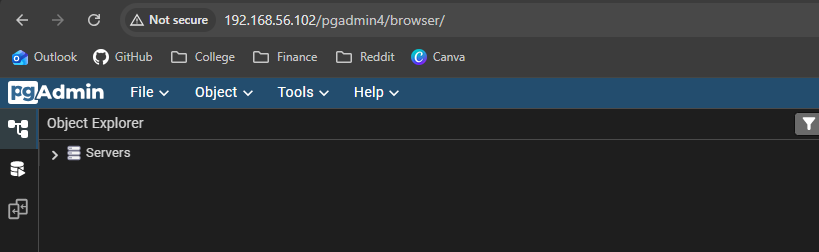 Not secure 192.168.56.102/pgadmin4/browser/
Outlook GitHub College Finance Reddit Canva
pgAdmin File Object Tools Help
Object Explorer
Servers